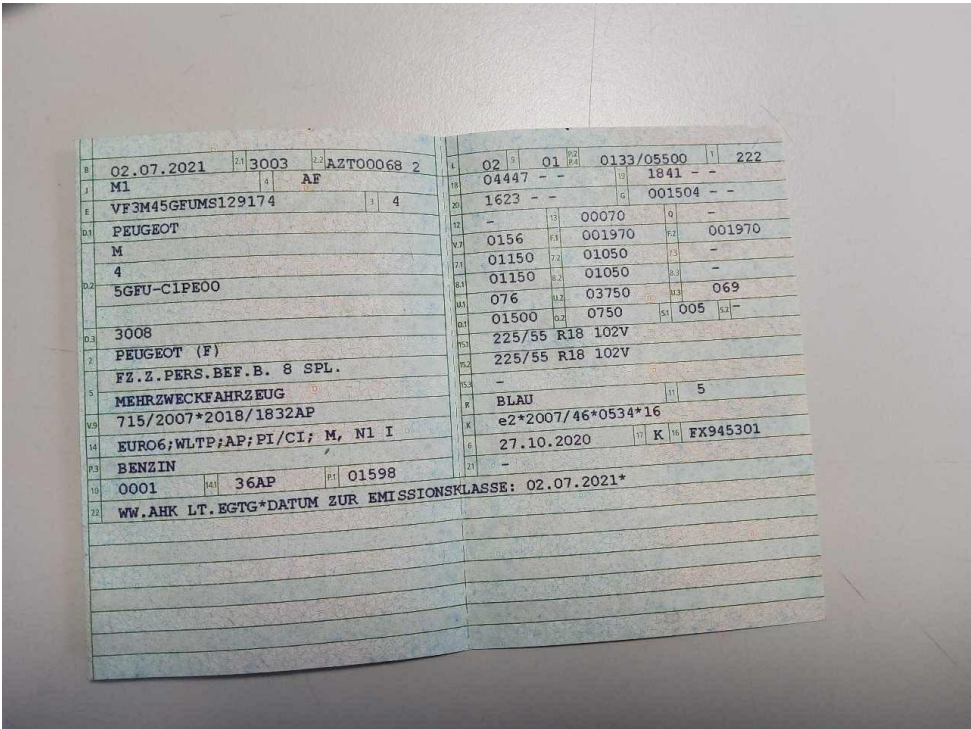 B 02.07.2021 2.1 3003 2.2 AZT00068 2
J M1 4 AF
E VF3M45GFUMS129174 3 4
D.1 PEUGEOT
M
4
D.2 5GFU-C1PE00
D.3 3008
2 PEUGEOT (F)
FZ.Z.PERS.BEF.B. 8 SPL.
5 MEHRZWECKFAHRZEUG
V.9 715/2007*2018/1832AP
14 EURO6;WLTP;AP;PI/CI; M, N1 I
P.3 BENZIN
10 0001 14.1 36AP P.1 01598
22 WW.AHK LT.EGTG*DATUM ZUR EMISSIONSKLASSE: 02.07.2021*
L 02 9 01 P.2 P.4 0133/05500 T 222
18 04447 - - 19 1841 - -
20 1623 - - G 001504 - -
12 - 13 00070 Q -
V.7 0156 F.1 001970 F.2 001970
7.1 01150 7.2 01050 7.3 -
8.1 01150 8.2 01050 8.3 -
U.1 076 U.2 03750 U.3 069
O.1 01500 O.2 0750 S.1 005 S.2 -
15.1 225/55 R18 102V
15.2 225/55 R18 102V
15.3 -
R BLAU 11 5
K e2*2007/46*0534*16
6 27.10.2020 17 K 16 FX945301
21 -